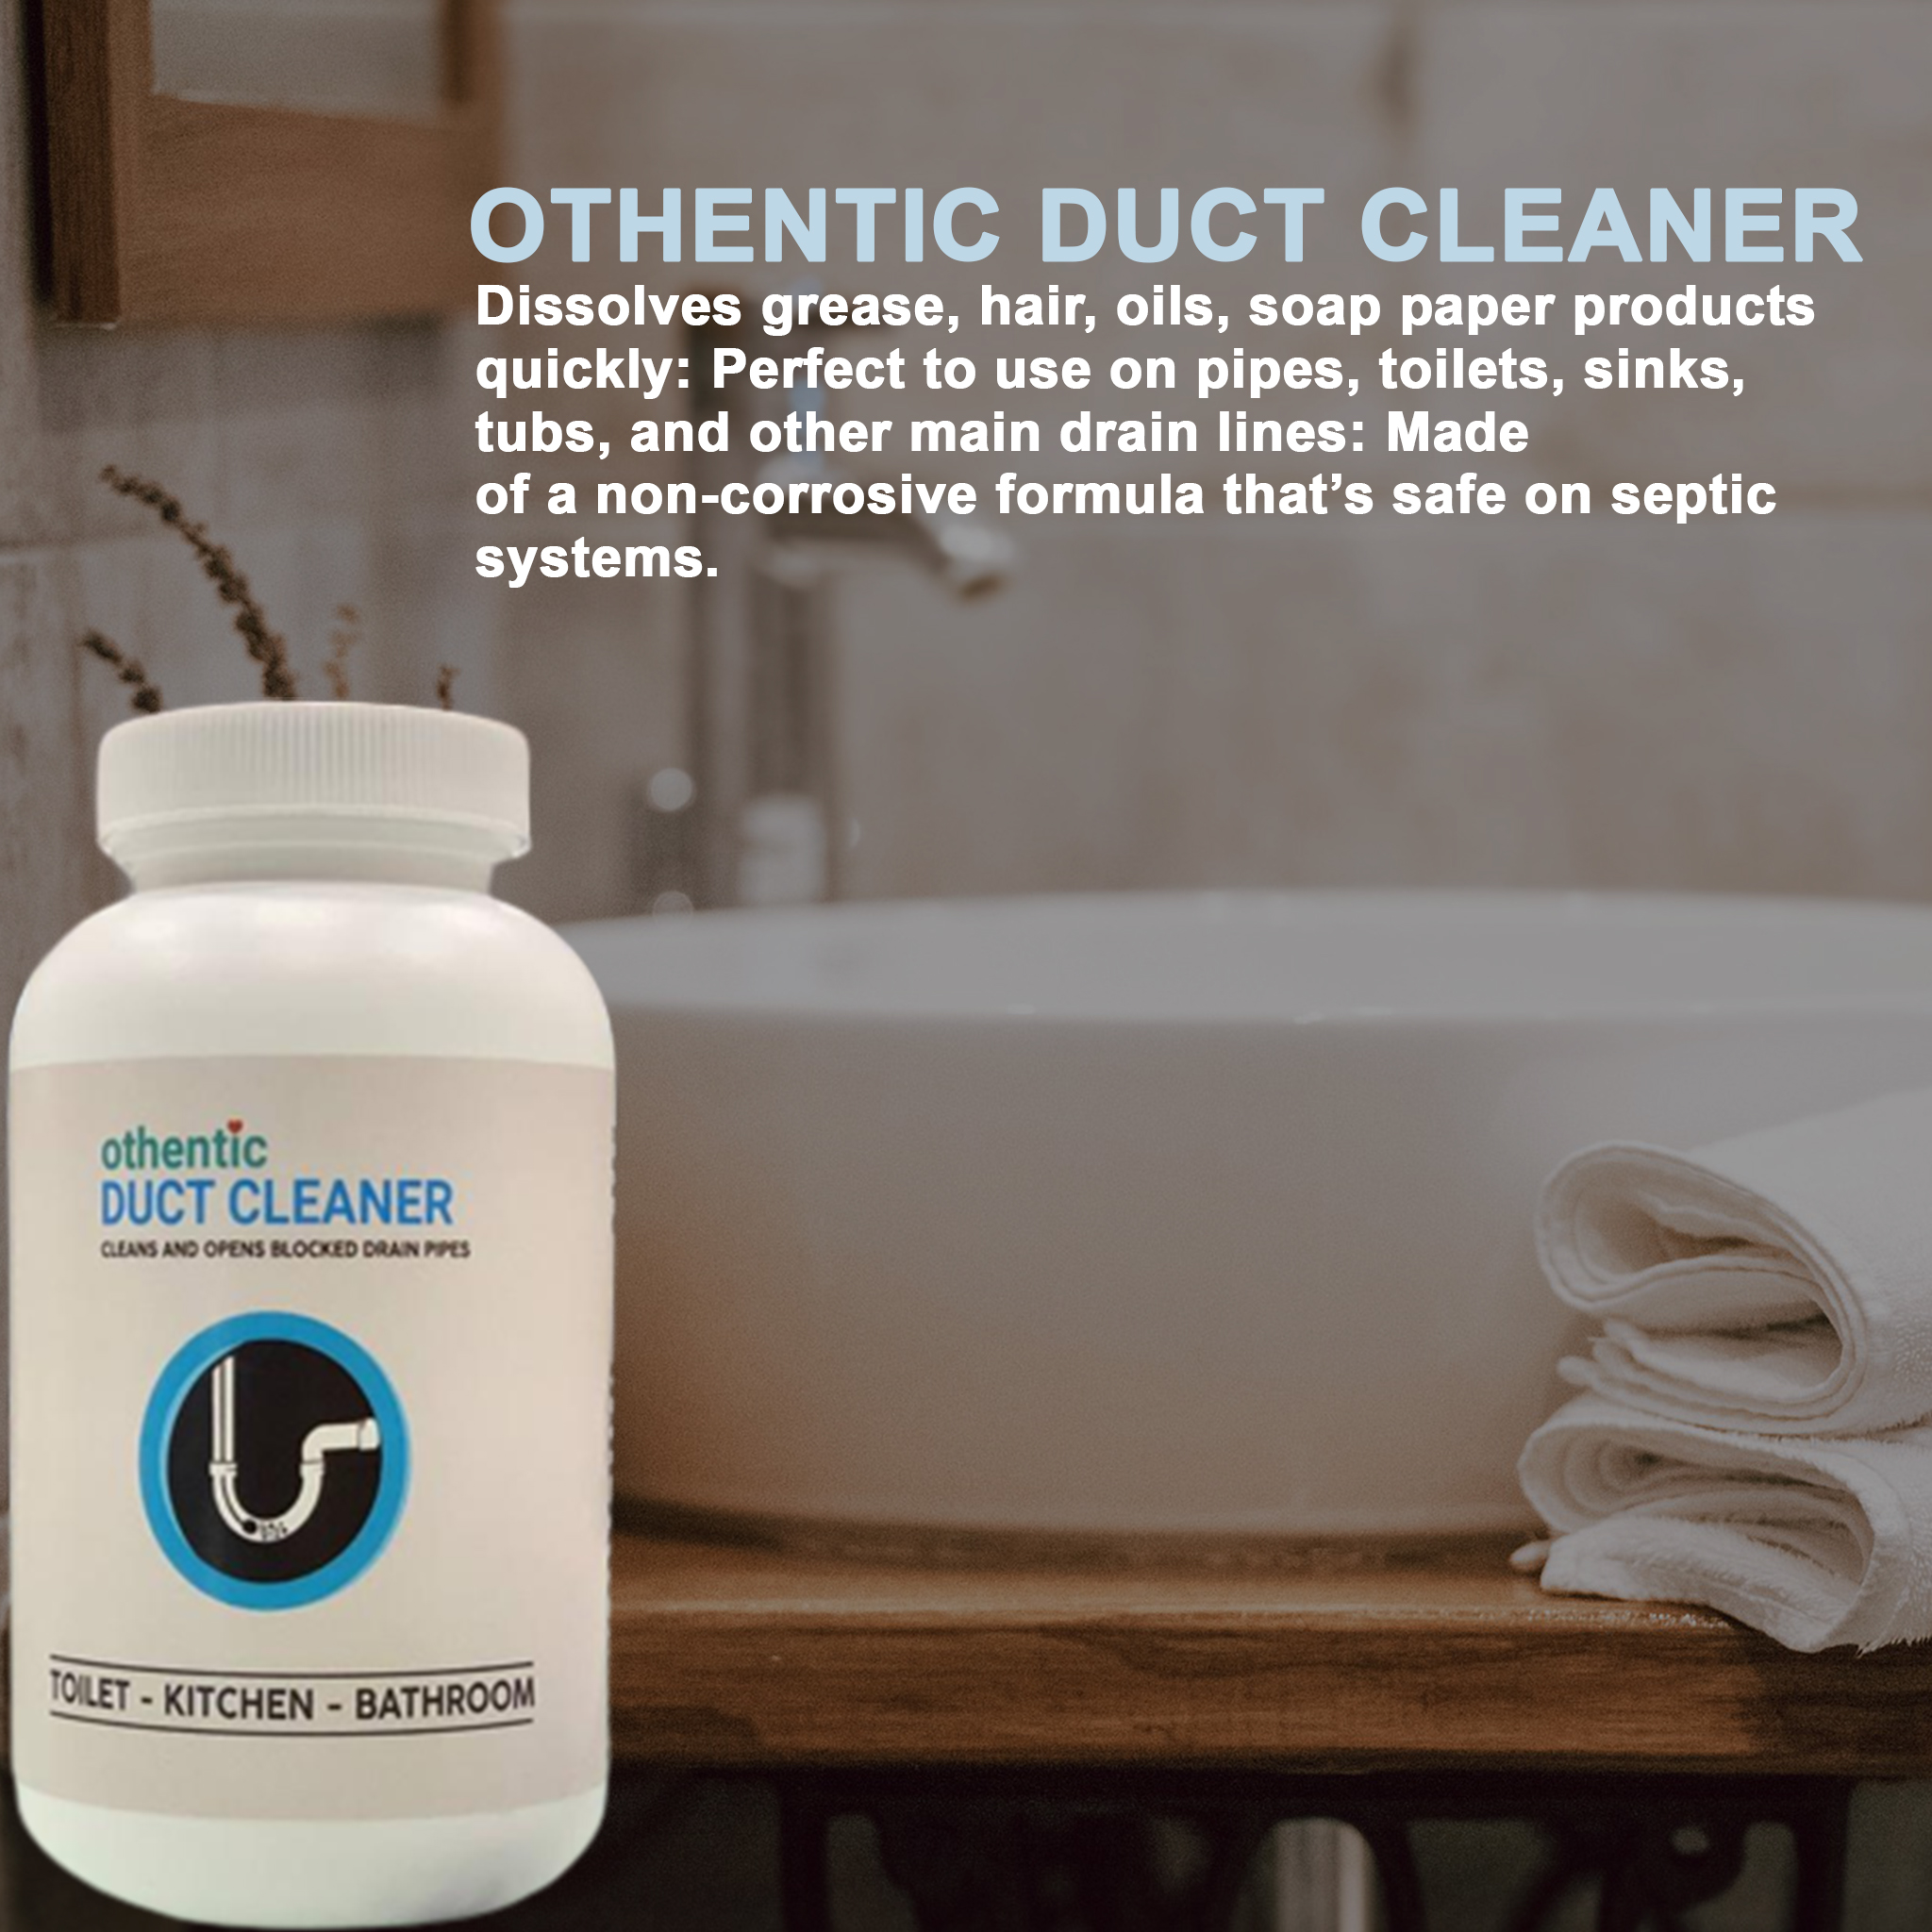 OTHENTIC DUCT CLEANER
Dissolves grease, hair, oils, soap paper products
quickly: Perfect to use on pipes, toilets, sinks,
tubs, and other main drain lines: Made
of a non-corrosive formula that’s safe on septic
systems.
othentic
DUCT CLEANER
CLEANS AND OPENS BLOCKED DRAIN PIPES
TOILET - KITCHEN - BATHROOM